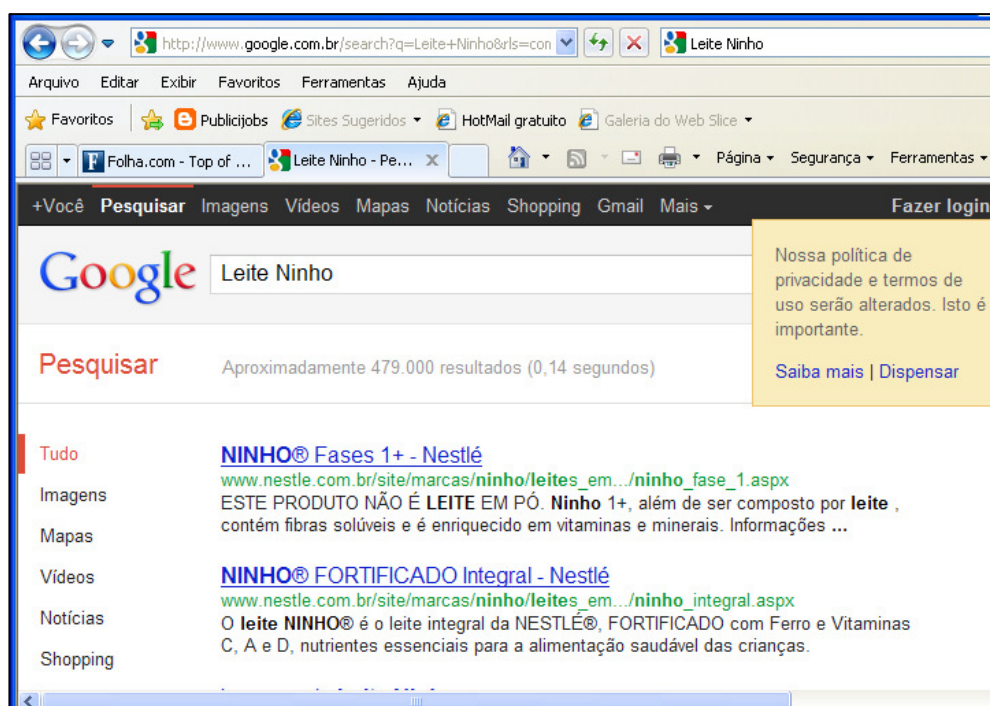 http://www.google.com.br/search?q=Leite+Ninho&rls=con
Leite Ninho
Arquivo Editar Exibir Favoritos Ferramentas Ajuda
Favoritos Publicijobs Sites Sugeridos HotMail gratuito Galeria do Web Slice
Folha.com - Top of ... Leite Ninho - Pe... X Página Segurança Ferramentas
+Você Pesquisar Imagens Vídeos Mapas Notícias Shopping Gmail Mais Fazer login
Google Leite Ninho
Nossa política de
privacidade e termos de
uso serão alterados. Isto é
importante.
Saiba mais | Dispensar
Pesquisar Aproximadamente 479.000 resultados (0,14 segundos)
Tudo
Imagens
Mapas
Vídeos
Notícias
Shopping
NINHO® Fases 1+ - Nestlé
www.nestle.com.br/site/marcas/ninho/leites_em.../ninho_fase_1.aspx
ESTE PRODUTO NÃO É LEITE EM PÓ. Ninho 1+, além de ser composto por leite ,
contém fibras solúveis e é enriquecido em vitaminas e minerais. Informações ...
NINHO® FORTIFICADO Integral - Nestlé
www.nestle.com.br/site/marcas/ninho/leites_em.../ninho_integral.aspx
O leite NINHO® é o leite integral da NESTLÉ®, FORTIFICADO com Ferro e Vitaminas
C, A e D, nutrientes essenciais para a alimentação saudável das crianças.